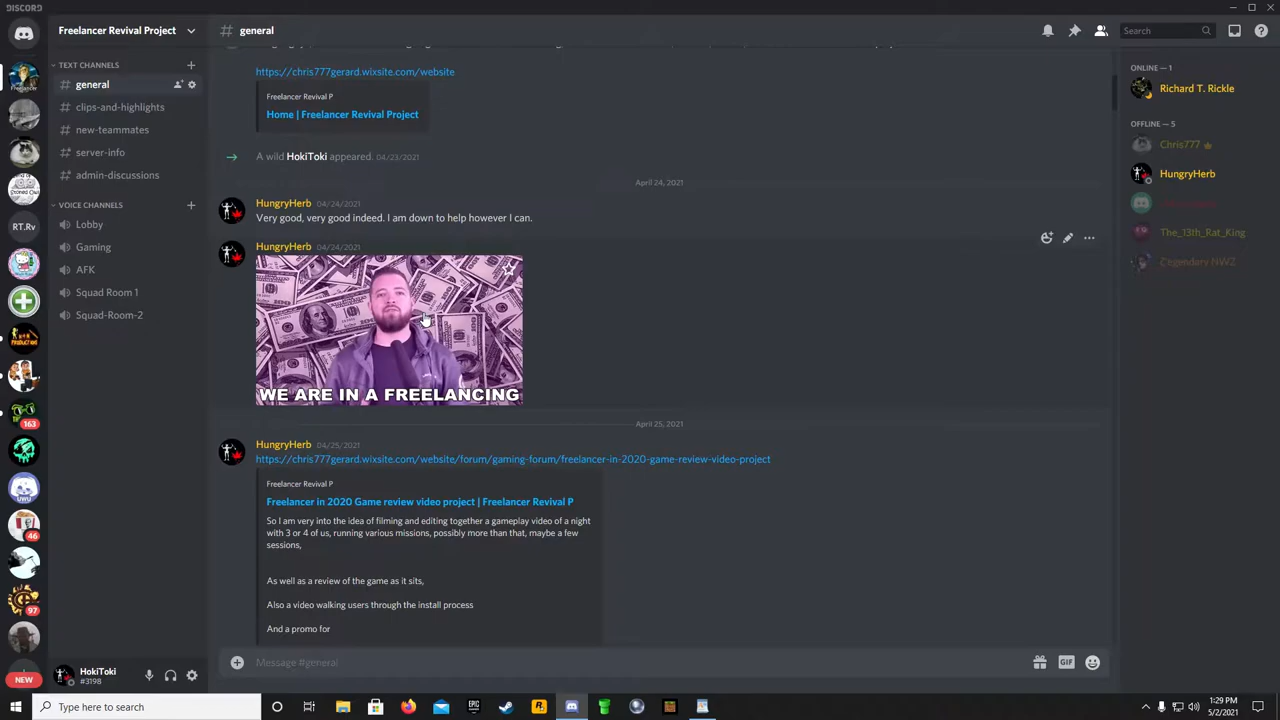 DISCORD
Freelancer Revival Project
general
Search
TEXT CHANNELS
general
clips-and-highlights
new-teammates
server-info
admin-discussions
VOICE CHANNELS
Lobby
Gaming
AFK
Squad Room 1
Squad-Room-2
RT.Rv
163
UWU
46
97
NEW
HokiToki
#3198
https://chris777gerard.wixsite.com/website
Freelancer Revival P
Home | Freelancer Revival Project
A wild HokiToki appeared. 04/23/2021
April 24, 2021
HungryHerb 04/24/2021
Very good, very good indeed. I am down to help however I can.
HungryHerb 04/24/2021
WE ARE IN A FREELANCING
April 25, 2021
HungryHerb 04/25/2021
https://chris777gerard.wixsite.com/website/forum/gaming-forum/freelancer-in-2020-game-review-video-project
Freelancer Revival P
Freelancer in 2020 Game review video project | Freelancer Revival P
So I am very into the idea of filming and editing together a gameplay video of a night
with 3 or 4 of us, running various missions, possibly more than that, maybe a few
sessions,
As well as a review of the game as it sits,
Also a video walking users through the install process
And a promo for
Message #general
GIF
ONLINE — 1
Richard T. Rickle
OFFLINE — 5
Chris777
HungryHerb
The_13th_Rat_King
Type here to search
EPIC
1:29 PM
5/2/2021